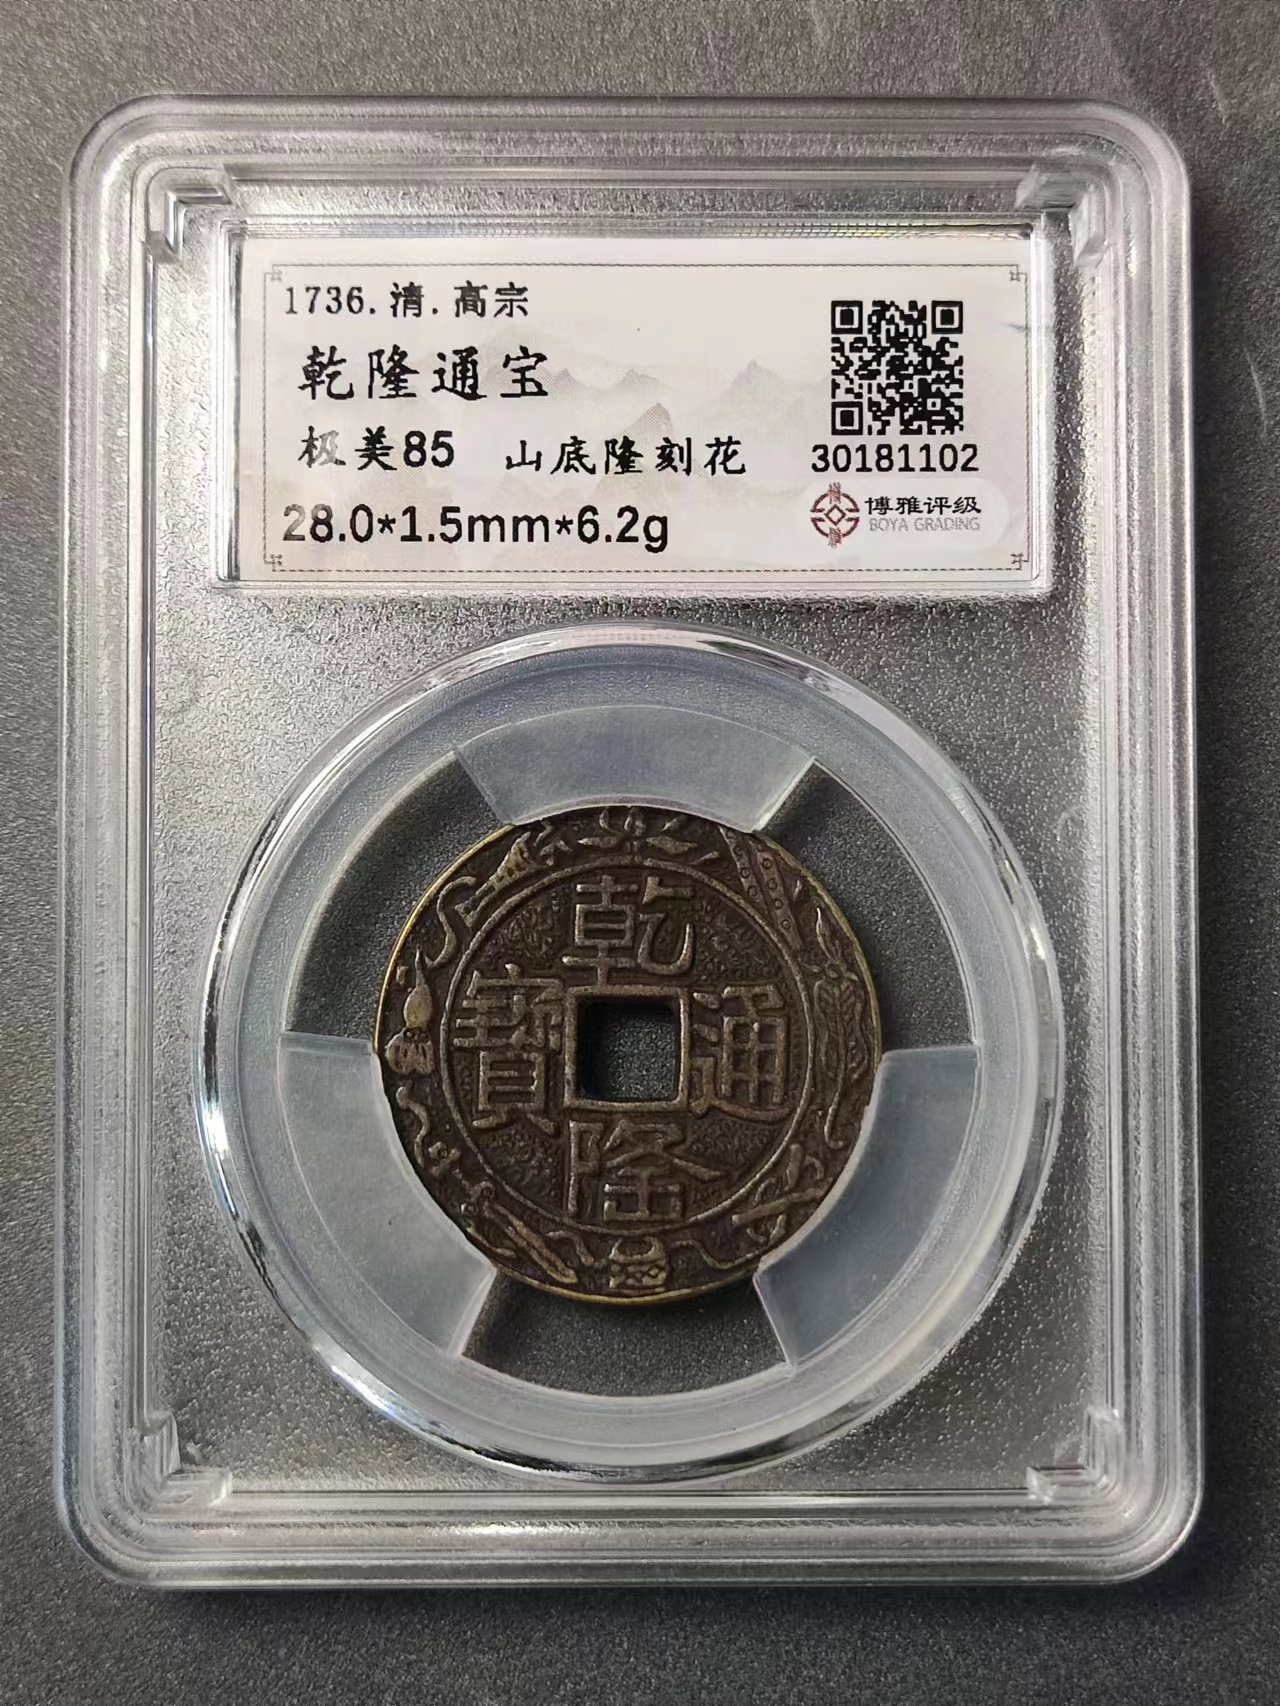 1736.清.高宗
乾隆通宝
极美85 山底隆刻花
28.0*1.5mm*6.2g
30181102
博雅评级
BOYA GRADING
乾隆通寶